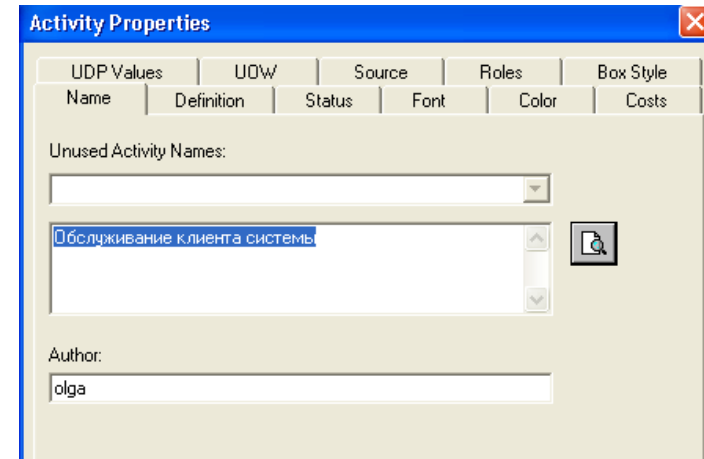 Activity Properties
UDP Values UOW Source Roles Box Style
Name Definition Status Font Color Costs
Unused Activity Names:
Обслуживание клиента системы
Author:
olga